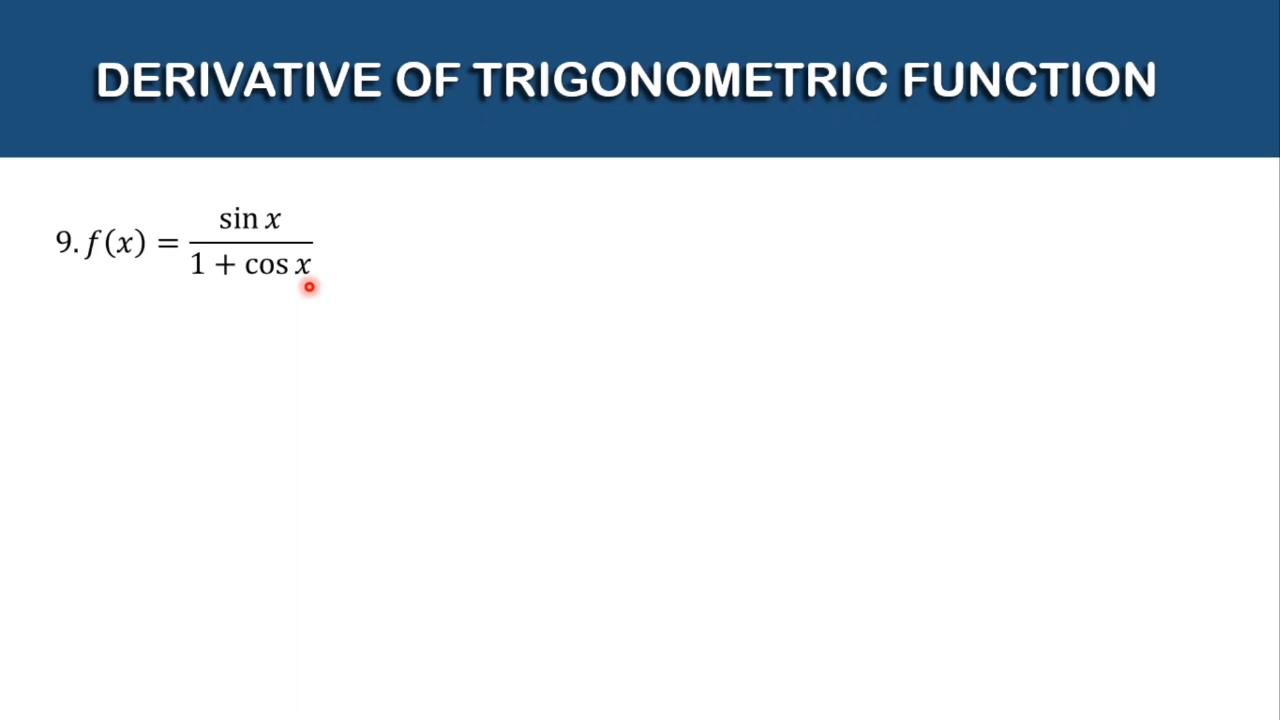 DERIVATIVE OF TRIGONOMETRIC FUNCTION
9. f(x) = sin x / 1 + cos x